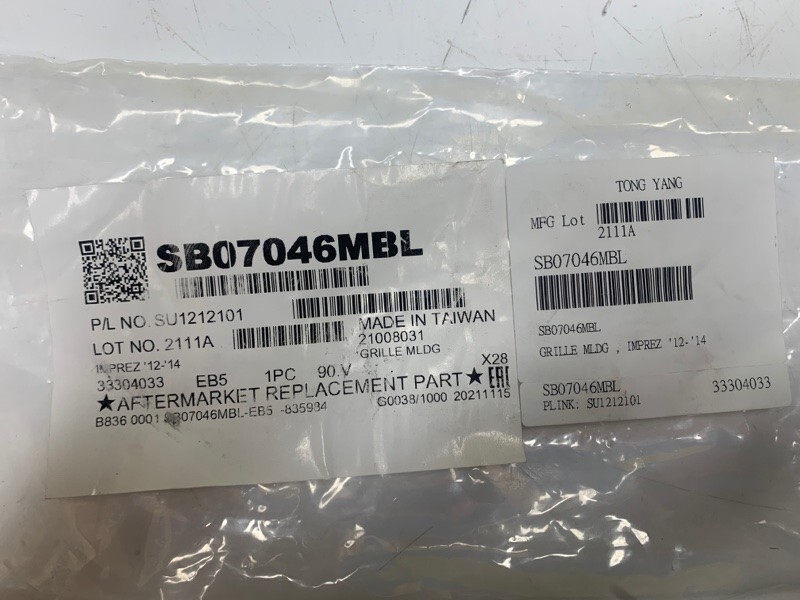 SB07046MBL
P/L NO. SU1212101
MADE IN TAIWAN
LOT NO. 2111A
21008031
IMPREZ '12-'14
GRILLE MLDG
33304033 EB5 1PC 90.V X28
★AFTERMARKET REPLACEMENT PART★ EAC
B836 0001 SB07046MBL-EB5 -835984 G0038/1000 20211115
TONG YANG
MFG Lot
2111A
SB07046MBL
SB07046MBL
GRILLE MLDG , IMPREZ '12-'14
SB07046MBL 33304033
PLINK: SU1212101